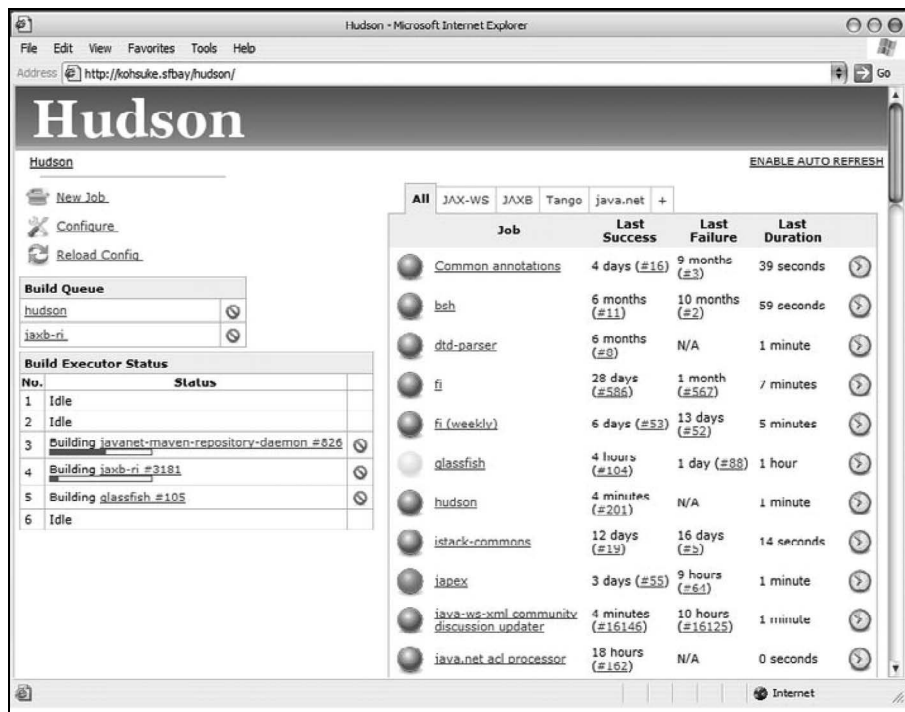 Hudson - Microsoft Internet Explorer
File Edit View Favorites Tools Help
Address http://kohsuke.sfbay/hudson/ Go
Hudson
Hudson ENABLE AUTO REFRESH
New Job
Configure
Reload Config
Build Queue
hudson
jaxb-ri
Build Executor Status
No. Status
1 Idle
2 Idle
3 Building javanet-maven-repository-daemon #826
4 Building jaxb-ri #3181
5 Building glassfish #105
6 Idle
All JAX-WS JAXB Tango java.net +
Job Last Success Last Failure Last Duration
Common annotations 4 days (#16) 9 months (#3) 39 seconds
bsh 6 months (#11) 10 months (#2) 59 seconds
dtd-parser 6 months (#8) N/A 1 minute
fi 28 days (#586) 1 month (#567) 7 minutes
fi (weekly) 6 days (#53) 13 days (#52) 5 minutes
glassfish 4 hours (#104) 1 day (#88) 1 hour
hudson 4 minutes (#201) N/A 1 minute
istack-commons 12 days (#19) 16 days (#5) 14 seconds
japex 3 days (#55) 9 hours (#64) 1 minute
java-ws-xml community discussion updater 4 minutes (#16146) 10 hours (#16125) 1 minute
java.net acl processor 18 hours (#162) N/A 0 seconds
Internet